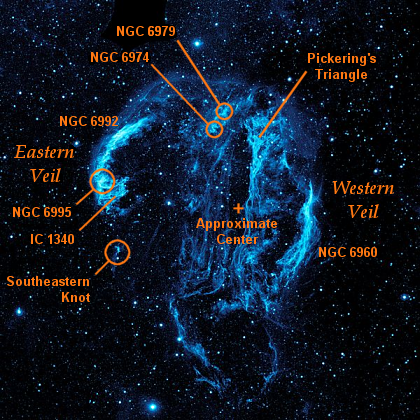 NGC 6979
NGC 6974
Pickering's
Triangle
NGC 6992
Eastern
Veil
Western
Veil
NGC 6995
Approximate
Center
IC 1340
NGC 6960
Southeastern
Knot